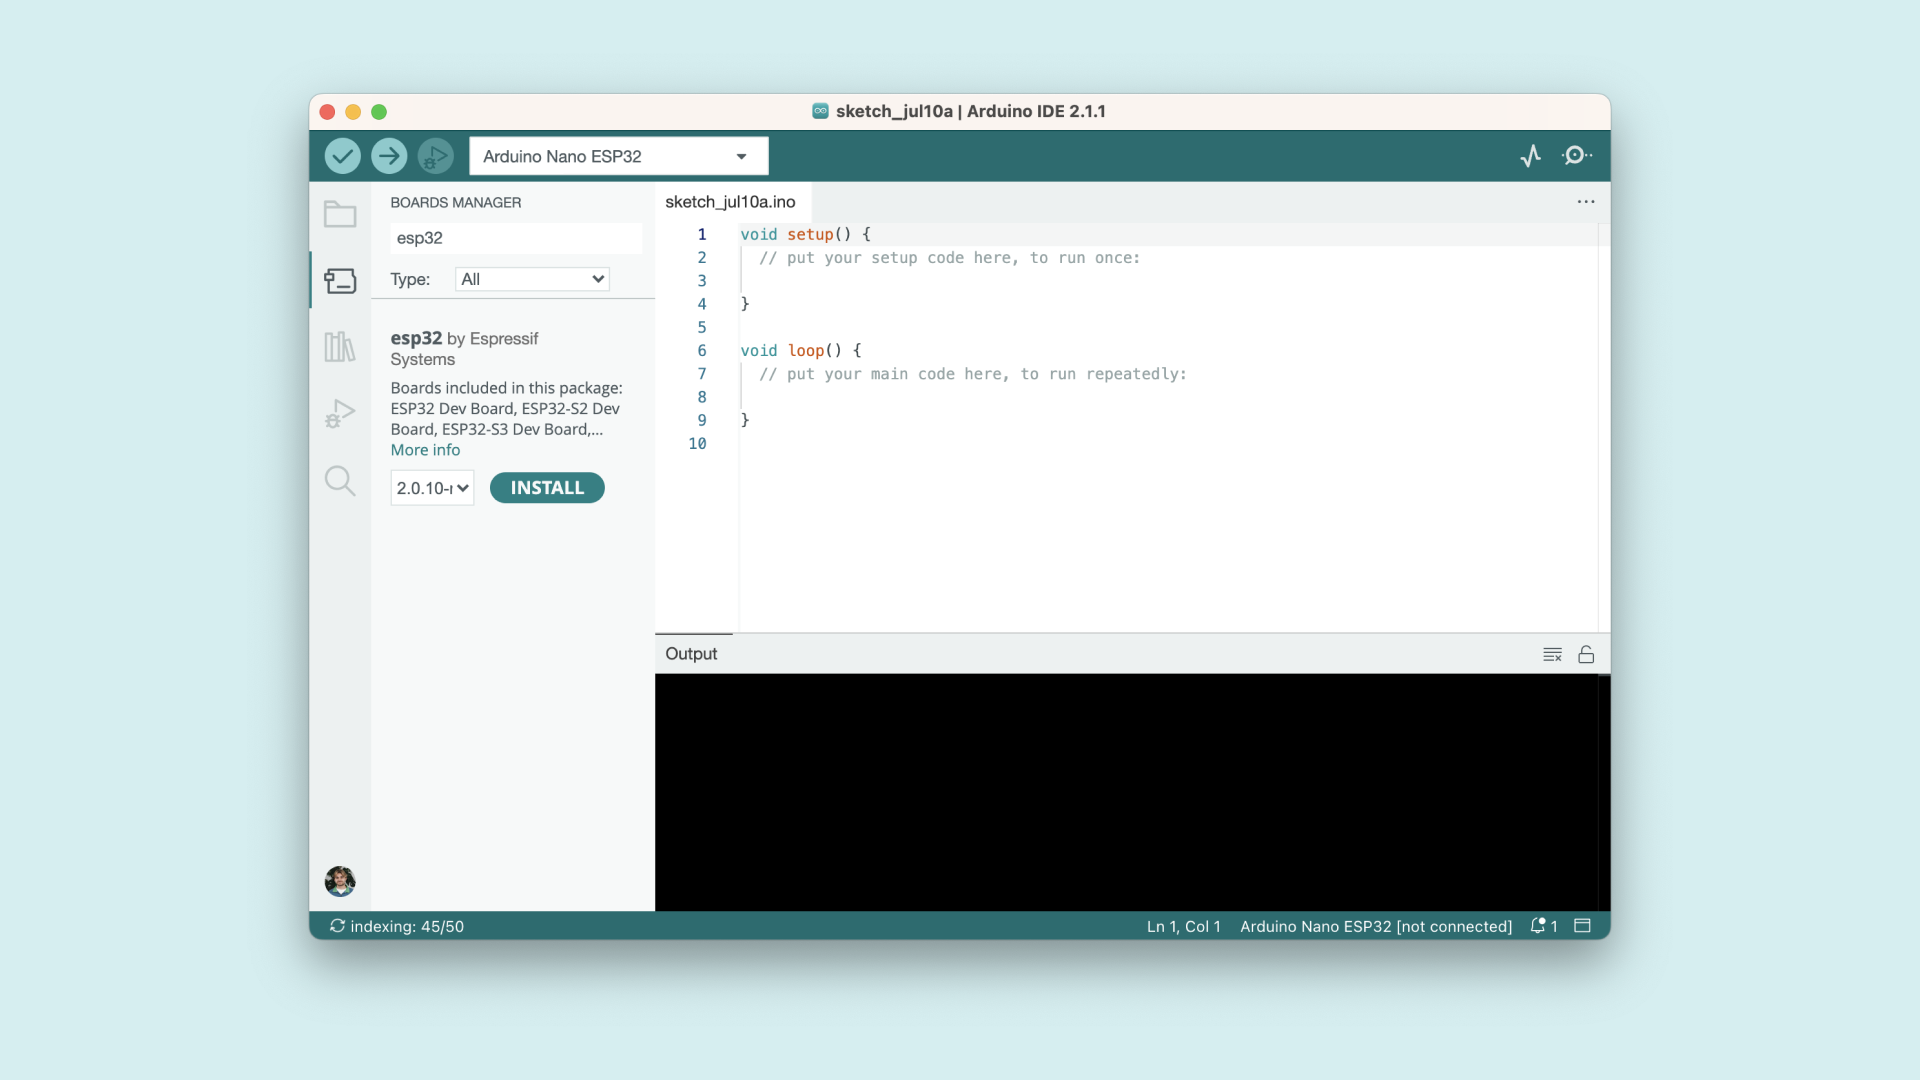 sketch_jul10a | Arduino IDE 2.1.1
Arduino Nano ESP32
BOARDS MANAGER
esp32
Type: All
esp32 by Espressif
Systems
Boards included in this package:
ESP32 Dev Board, ESP32-S2 Dev
Board, ESP32-S3 Dev Board,...
More info
2.0.10-r INSTALL
sketch_jul10a.ino
1 void setup() {
2 // put your setup code here, to run once:
3
4 }
5
6 void loop() {
7 // put your main code here, to run repeatedly:
8
9 }
10
Output
indexing: 45/50
Ln 1, Col 1 Arduino Nano ESP32 [not connected] 1